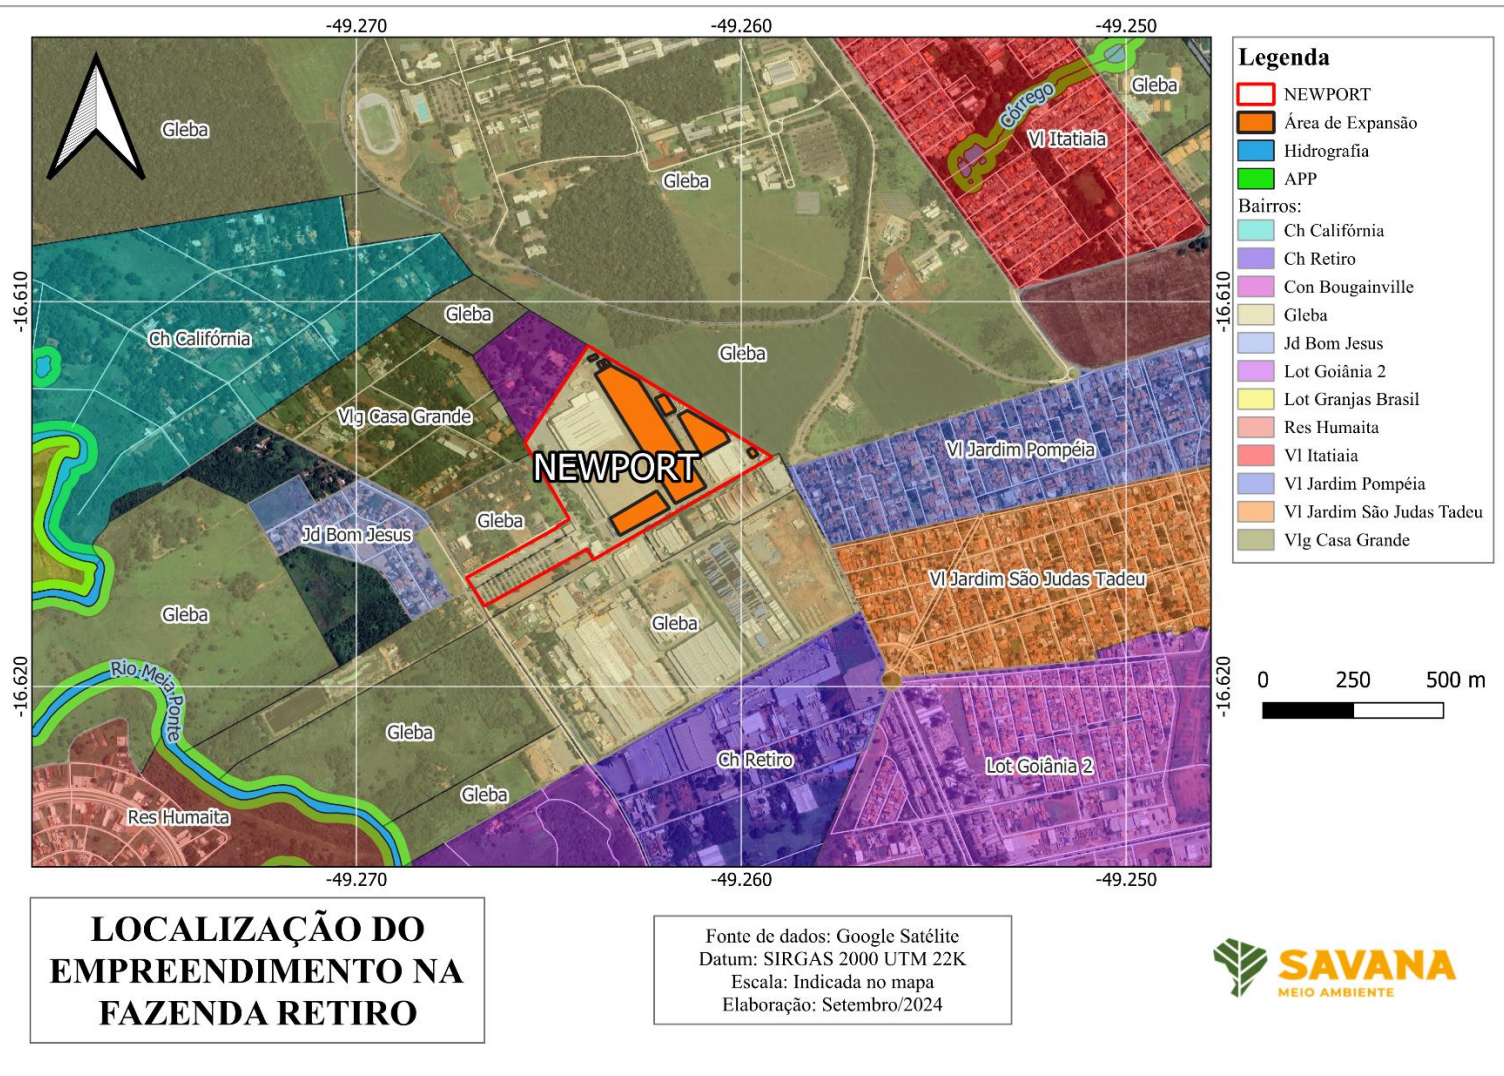 -49.270
-49.260
-49.250
Legenda
NEWPORT
Área de Expansão
Hidrografia
APP
Bairros:
Ch Califórnia
Ch Retiro
Con Bougainville
Gleba
Jd Bom Jesus
Lot Goiânia 2
Lot Granjas Brasil
Res Humaita
Vl Itatiaia
Vl Jardim Pompéia
Vl Jardim São Judas Tadeu
Vlg Casa Grande
Gleba
Córrego
Gleba
Vl Itatiaia
Gleba
-16.610
-16.610
Gleba
Ch Califórnia
Gleba
Vlg Casa Grande
Vl Jardim Pompéia
NEWPORT
Gleba
Jd Bom Jesus
Vl Jardim São Judas Tadeu
Gleba
Gleba
Rio Meia Ponte
-16.620
-16.620
0 250 500 m
Gleba
Ch Retiro
Lot Goiânia 2
Gleba
Res Humaita
-49.270
-49.260
-49.250
LOCALIZAÇÃO DO
EMPREENDIMENTO NA
FAZENDA RETIRO
Fonte de dados: Google Satélite
Datum: SIRGAS 2000 UTM 22K
Escala: Indicada no mapa
Elaboração: Setembro/2024
SAVANA
MEIO AMBIENTE